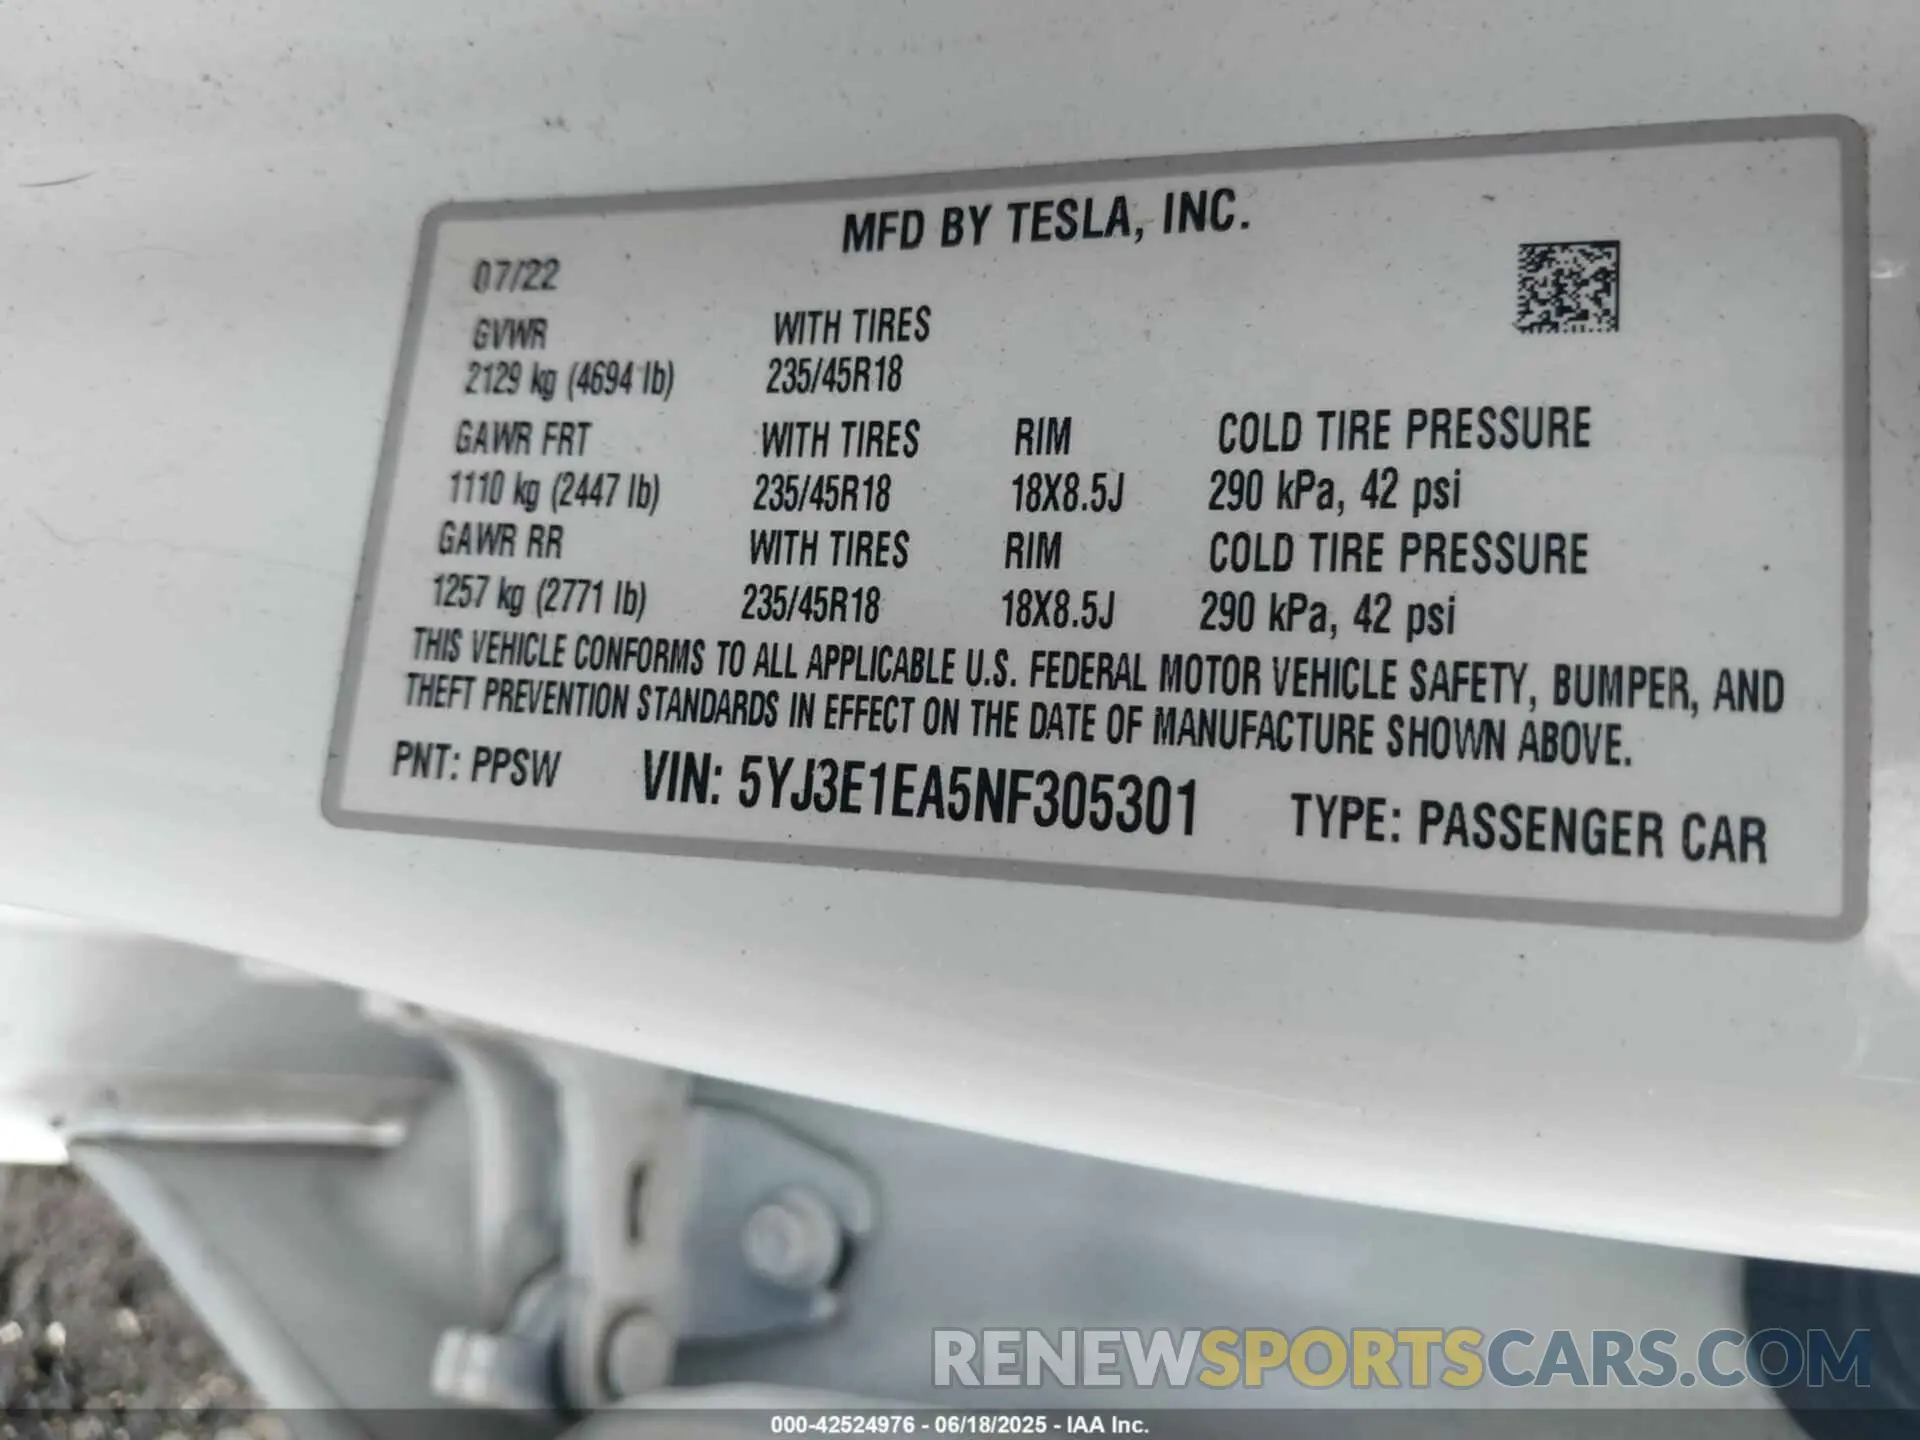 MFD BY TESLA, INC.
07/22
GVWR WITH TIRES
2129 kg (4694 lb) 235/45R18
GAWR FRT WITH TIRES RIM COLD TIRE PRESSURE
1110 kg (2447 lb) 235/45R18 18X8.5J 290 kPa, 42 psi
GAWR RR WITH TIRES RIM COLD TIRE PRESSURE
1257 kg (2771 lb) 235/45R18 18X8.5J 290 kPa, 42 psi
THIS VEHICLE CONFORMS TO ALL APPLICABLE U.S. FEDERAL MOTOR VEHICLE SAFETY, BUMPER, AND
THEFT PREVENTION STANDARDS IN EFFECT ON THE DATE OF MANUFACTURE SHOWN ABOVE.
PNT: PPSW VIN: 5YJ3E1EA5NF305301 TYPE: PASSENGER CAR
RENEWSPORTSCARS.COM
000-42524976 - 06/18/2025 - IAA Inc.